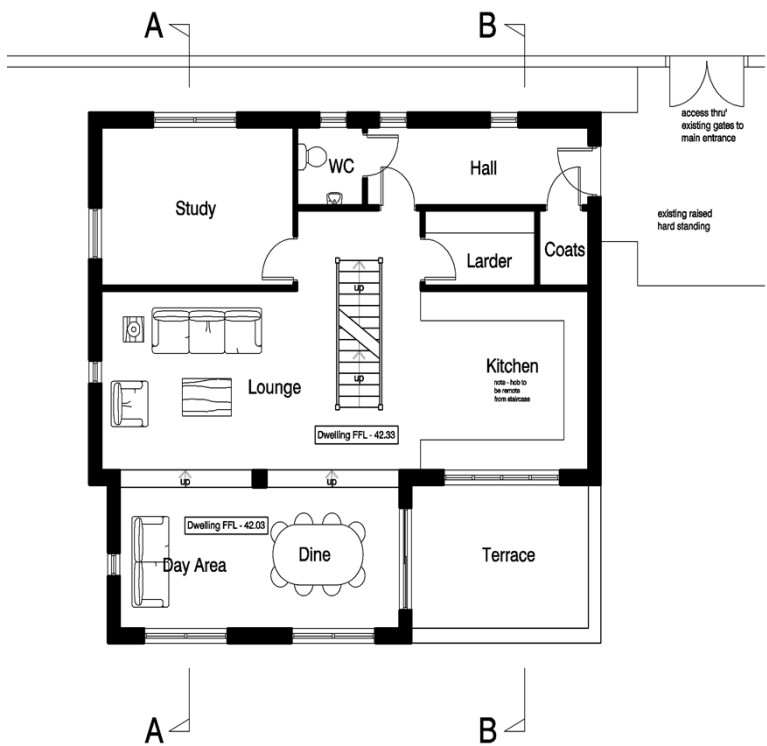 A
B
access thru'
existing gates to
main entrance
WC
Hall
Study
existing raised
hard standing
Coats
Larder
up
Kitchen
note - hob to
be remote
from staircase
up
Lounge
Dwelling FFL - 42.33
up
up
Dwelling FFL - 42.03
Day Area
Dine
Terrace
A
B